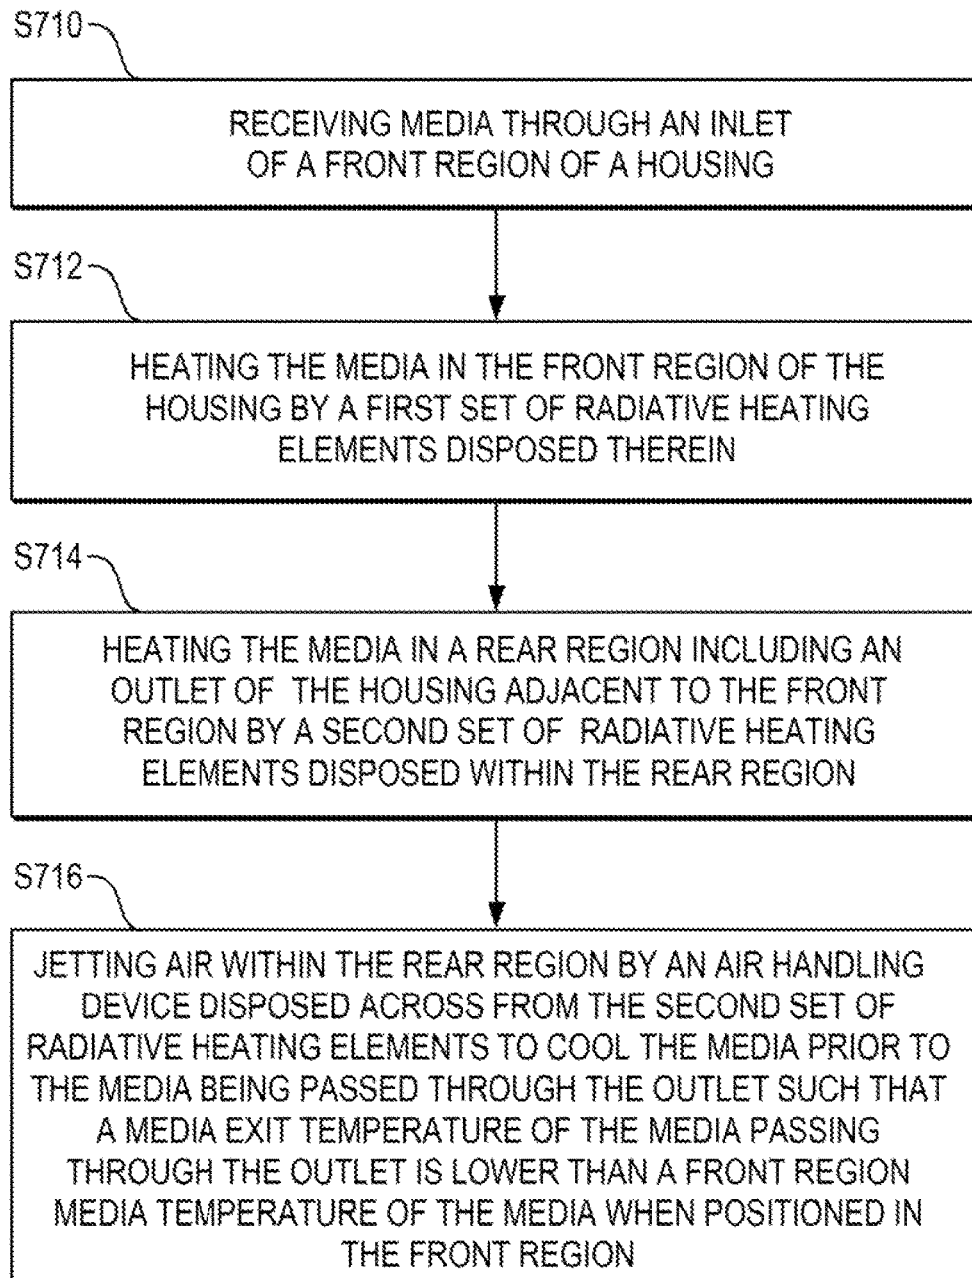 S710
RECEIVING MEDIA THROUGH AN INLET
OF A FRONT REGION OF A HOUSING
S712
HEATING THE MEDIA IN THE FRONT REGION OF THE
HOUSING BY A FIRST SET OF RADIATIVE HEATING
ELEMENTS DISPOSED THEREIN
S714
HEATING THE MEDIA IN A REAR REGION INCLUDING AN
OUTLET OF THE HOUSING ADJACENT TO THE FRONT
REGION BY A SECOND SET OF RADIATIVE HEATING
ELEMENTS DISPOSED WITHIN THE REAR REGION
S716
JETTING AIR WITHIN THE REAR REGION BY AN AIR HANDLING
DEVICE DISPOSED ACROSS FROM THE SECOND SET OF
RADIATIVE HEATING ELEMENTS TO COOL THE MEDIA PRIOR TO
THE MEDIA BEING PASSED THROUGH THE OUTLET SUCH THAT
A MEDIA EXIT TEMPERATURE OF THE MEDIA PASSING
THROUGH THE OUTLET IS LOWER THAN A FRONT REGION
MEDIA TEMPERATURE OF THE MEDIA WHEN POSITIONED IN
THE FRONT REGION